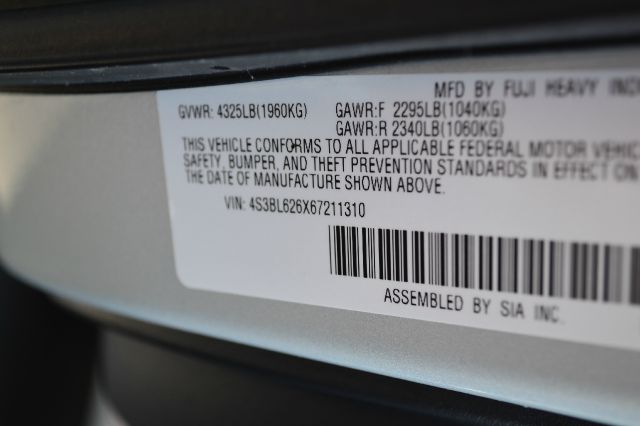 MFD BY FUJI HEAVY
GVWR: 4325LB(1960KG) GAWR:F 2295LB(1040KG)
GAWR:R 2340LB(1060KG)
THIS VEHICLE CONFORMS TO ALL APPLICABLE FEDERAL MOTOR
SAFETY, BUMPER, AND THEFT PREVENTION STANDARDS IN EFFECT ON
THE DATE OF MANUFACTURE SHOWN ABOVE.
VIN: 4S3BL626X67211310
ASSEMBLED BY SIA INC.